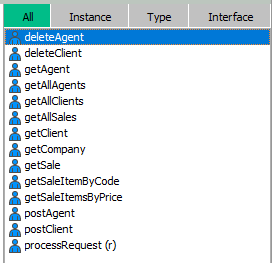 All Instance Type Interface
deleteAgent
deleteClient
getAgent
getAllAgents
getAllClients
getAllSales
getClient
getCompany
getSale
getSaleItemByCode
getSaleItemsByPrice
postAgent
postClient
processRequest (r)